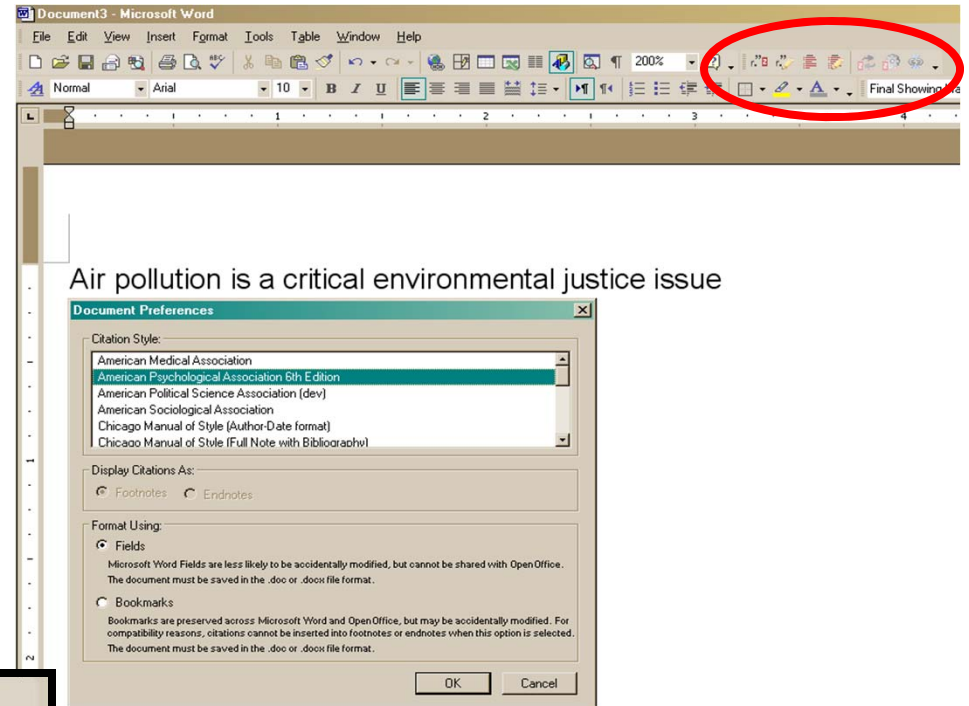 Document3 - Microsoft Word
File Edit View Insert Format Tools Table Window Help
200%
Normal Arial 10 B I U Final Showing
1 2 3 4
Air pollution is a critical environmental justice issue
Document Preferences
Citation Style:
American Medical Association
American Psychological Association 6th Edition
American Political Science Association (dev)
American Sociological Association
Chicago Manual of Style (Author-Date format)
Chicago Manual of Style (Full Note with Bibliography)
Display Citations As:
Footnotes Endnotes
Format Using:
Fields
Microsoft Word Fields are less likely to be accidentally modified, but cannot be shared with OpenOffice.
The document must be saved in the .doc or .docx file format.
Bookmarks
Bookmarks are preserved across Microsoft Word and OpenOffice, but may be accidentally modified. For
compatibility reasons, citations cannot be inserted into footnotes or endnotes when this option is selected.
The document must be saved in the .doc or .docx file format.
OK Cancel
1
2